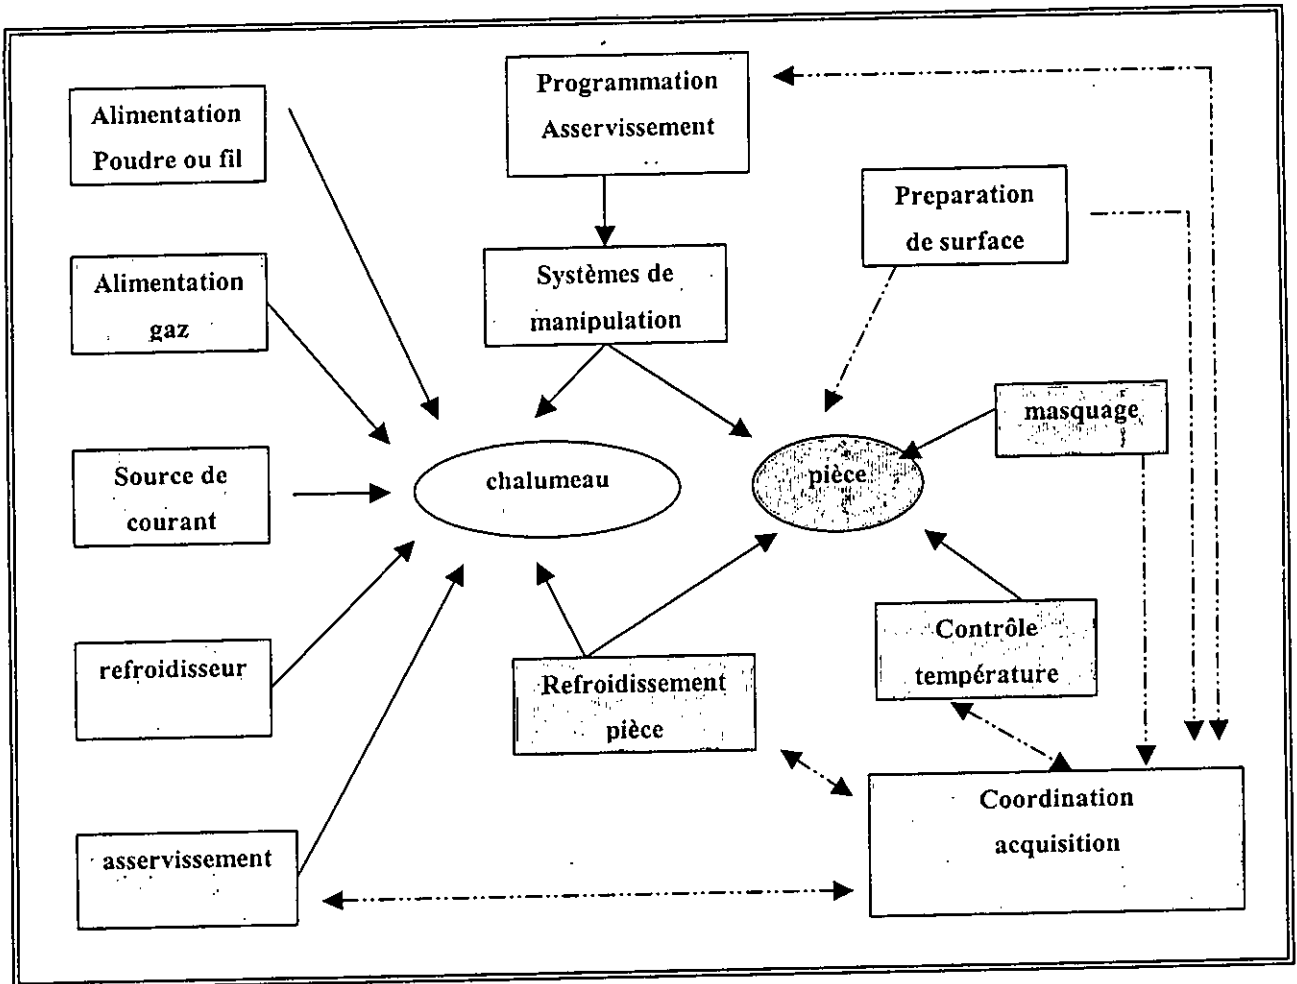 Alimentation
Poudre ou fil
Programmation
Asservissement
Preparation
de surface
Alimentation
gaz
Systèmes de
manipulation
masquage
Source de
courant
chalumeau
pièce
refroidisseur
Refroidissement
pièce
Contrôle
température
asservissement
Coordination
acquisition